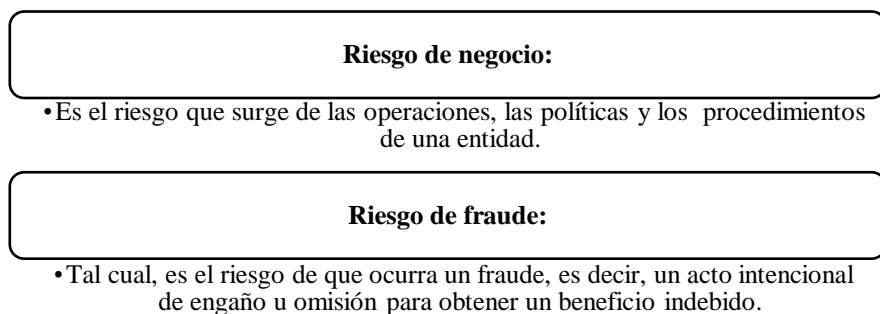 Riesgo de negocio:
•Es el riesgo que surge de las operaciones, las políticas y los procedimientos
de una entidad.
Riesgo de fraude:
•Tal cual, es el riesgo de que ocurra un fraude, es decir, un acto intencional
de engaño u omisión para obtener un beneficio indebido.